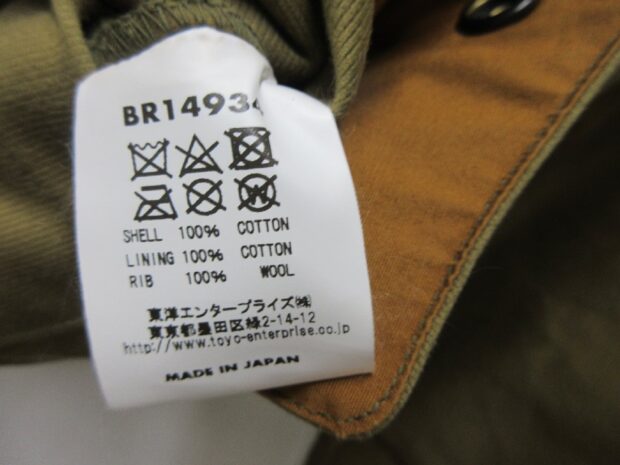 BR1493
SHELL 100% COTTON
LINING 100% COTTON
RIB 100% WOOL
東洋エンタープライズ㈱
東京都墨田区緑2-14-12
http://www.toyo-enterprise.co.jp
MADE IN JAPAN